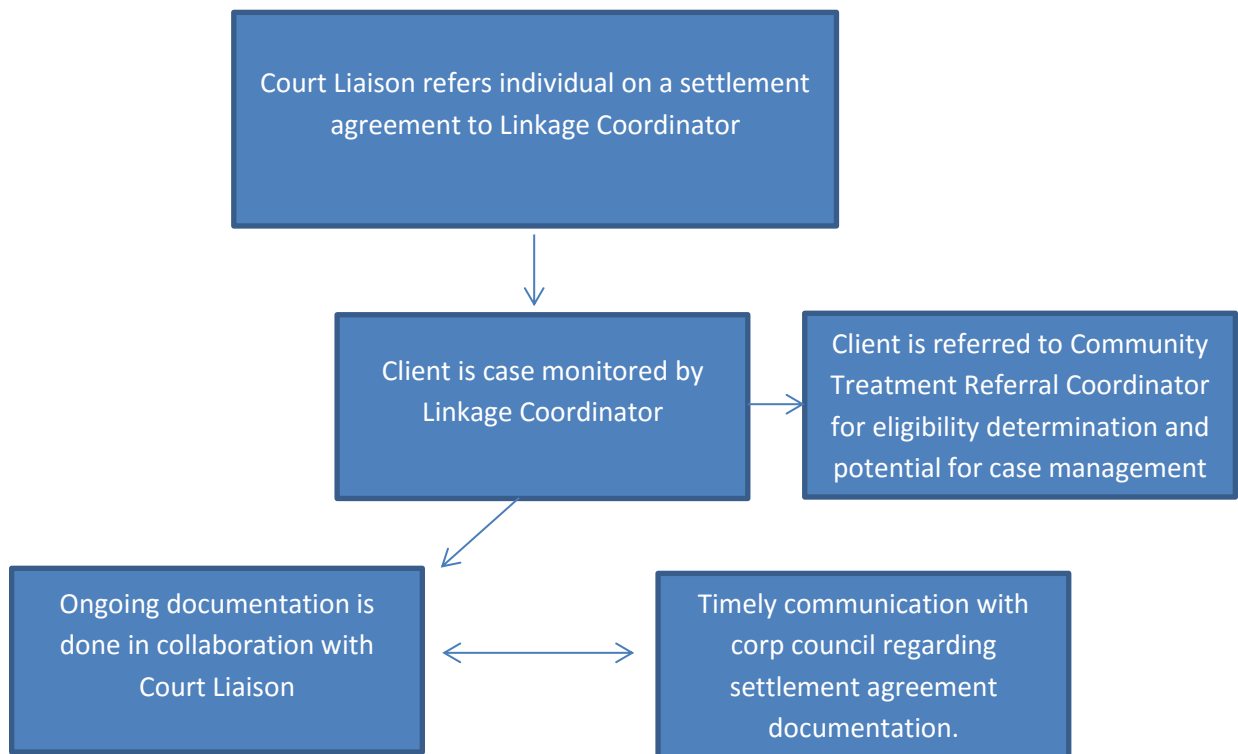 Court Liaison refers individual on a settlement
agreement to Linkage Coordinator
Client is case monitored by
Linkage Coordinator
Client is referred to Community
Treatment Referral Coordinator
for eligibility determination and
potential for case management
Ongoing documentation is
done in collaboration with
Court Liaison
Timely communication with
corp council regarding
settlement agreement
documentation.